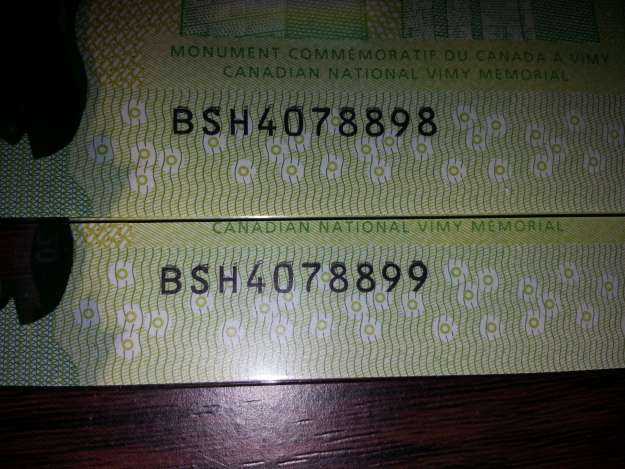 MONUMENT COMMÉMORATIF DU CANADA À VIMY
CANADIAN NATIONAL VIMY MEMORIAL
BSH4078898
CANADIAN NATIONAL VIMY MEMORIAL
BSH4078899